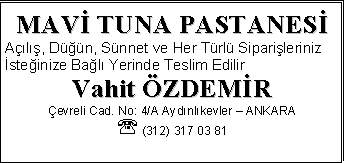 MAVİ TUNA PASTANESİ
Açılış, Düğün, Sünnet ve Her Türlü Siparişleriniz
İsteğinize Bağlı Yerinde Teslim Edilir
Vahit ÖZDEMİR
Çevreli Cad. No: 4/A Aydınlıkevler – ANKARA
☎ (312) 317 03 81